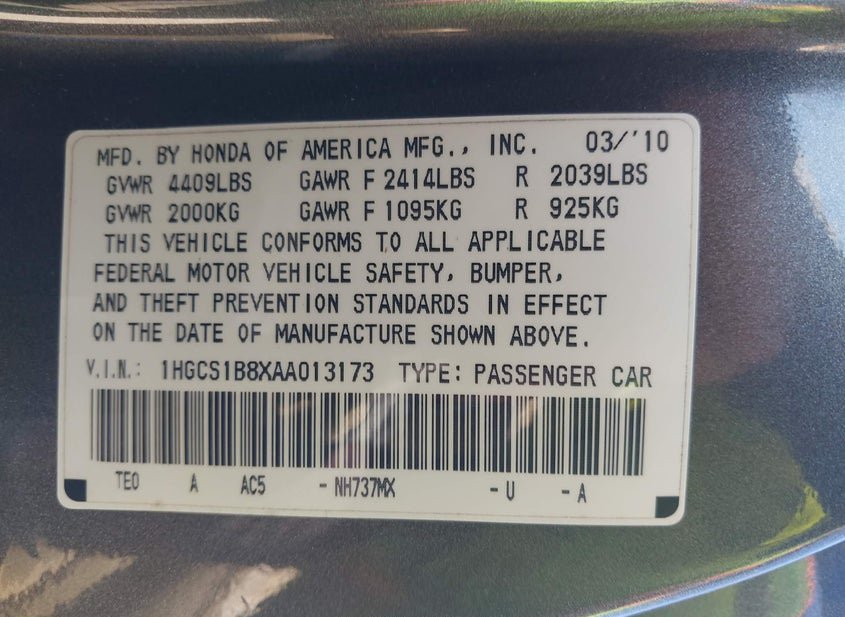 MFD. BY HONDA OF AMERICA MFG., INC. 03/'10
GVWR 4409LBS GAWR F 2414LBS R 2039LBS
GVWR 2000KG GAWR F 1095KG R 925KG
THIS VEHICLE CONFORMS TO ALL APPLICABLE
FEDERAL MOTOR VEHICLE SAFETY, BUMPER,
AND THEFT PREVENTION STANDARDS IN EFFECT
ON THE DATE OF MANUFACTURE SHOWN ABOVE.
V.I.N.: 1HGCS1B8XAA013173 TYPE: PASSENGER CAR
TE0 A AC5 - NH737MX - U - A